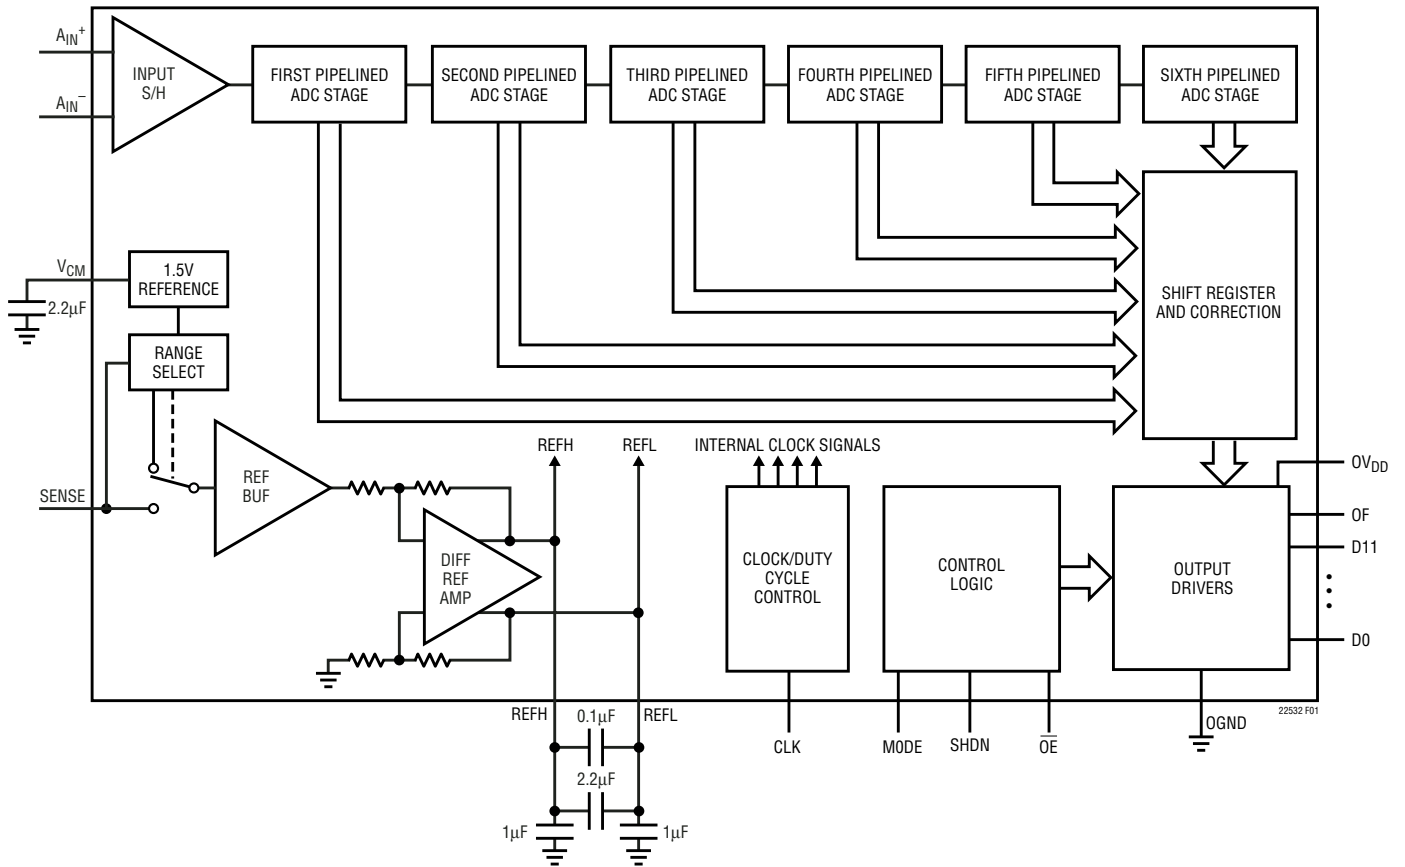 AIN+
AIN−
INPUT
S/H
FIRST PIPELINED
ADC STAGE
SECOND PIPELINED
ADC STAGE
THIRD PIPELINED
ADC STAGE
FOURTH PIPELINED
ADC STAGE
FIFTH PIPELINED
ADC STAGE
SIXTH PIPELINED
ADC STAGE
VCM
2.2µF
1.5V
REFERENCE
RANGE
SELECT
SHIFT REGISTER
AND CORRECTION
SENSE
REF
BUF
REFH
REFL
INTERNAL CLOCK SIGNALS
DIFF
REF
AMP
CLOCK/DUTY
CYCLE
CONTROL
CONTROL
LOGIC
OUTPUT
DRIVERS
OVDD
OF
D11
D0
22532 F01
REFH
0.1µF
REFL
CLK
MODE
SHDN
O̅E̅
OGND
2.2µF
1µF
1µF